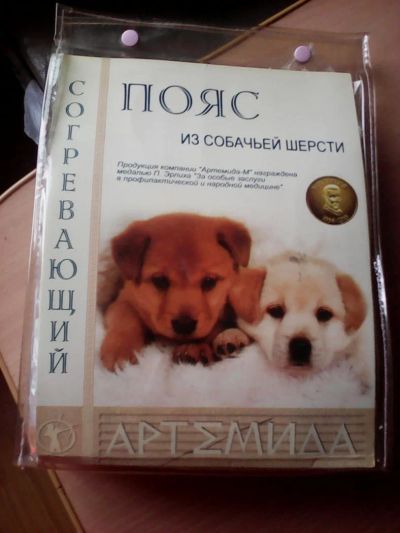 СОГРЕВАЮЩИЙ
ПОЯС
ИЗ СОБАЧЬЕЙ ШЕРСТИ
Продукция компании "Артемида-М" награждена
медалью П. Эрлиха "За особые заслуги
в профилактической и народной медицине"
АРТЕМИДА